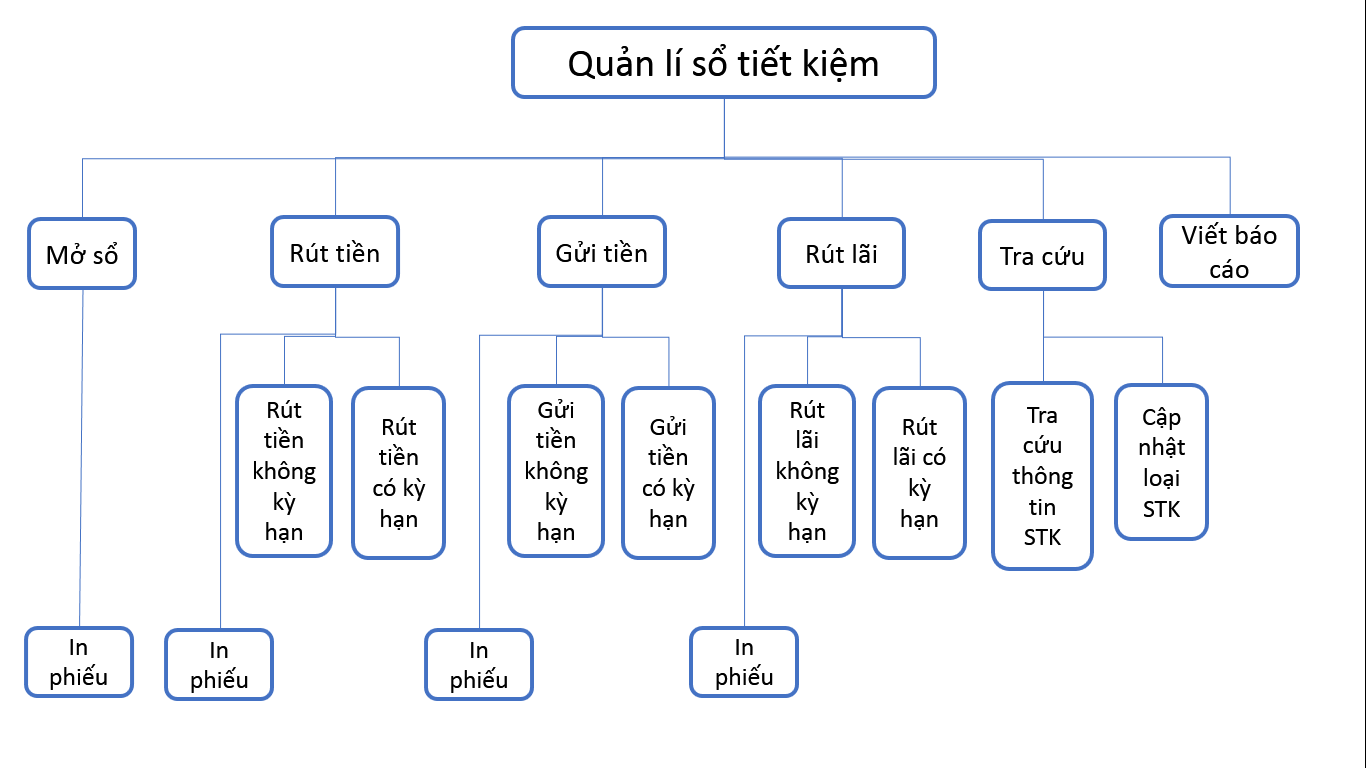 Quản lí sổ tiết kiệm
Mở sổ
Rút tiền
Gửi tiền
Rút lãi
Tra cứu
Viết báo
cáo
Rút
tiền
không
kỳ
hạn
Rút
tiền
có kỳ
hạn
Gửi
tiền
không
kỳ
hạn
Gửi
tiền
có kỳ
hạn
Rút
lãi
không
kỳ
hạn
Rút
lãi có
kỳ
hạn
Tra
cứu
thông
tin
STK
Cập
nhật
loại
STK
In
phiếu
In
phiếu
In
phiếu
In
phiếu